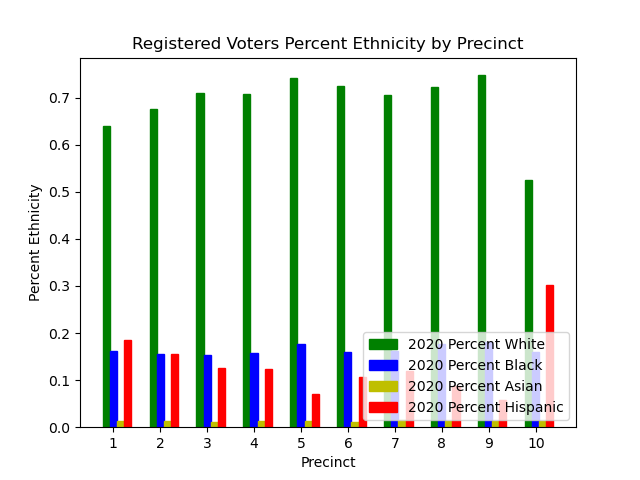 Registered Voters Percent Ethnicity by Precinct
Percent Ethnicity
0.7
0.6
0.5
0.4
0.3
0.2
0.1
0.0
2020 Percent White
2020 Percent Black
2020 Percent Asian
2020 Percent Hispanic
1 2 3 4 5 6 7 8 9 10
Precinct